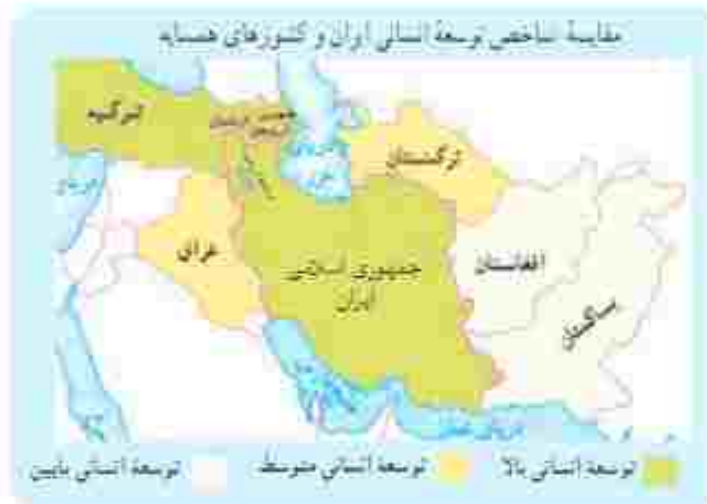 مقایسهٔ شاخص توسعهٔ انسانی ایران و کشورهای همسایه
ترکیه
ترکمنستان
عراق
جمهوری اسلامی
ایران
افغانستان
پاکستان
توسعهٔ انسانی بالا
توسعهٔ انسانی متوسط
توسعهٔ انسانی پایین